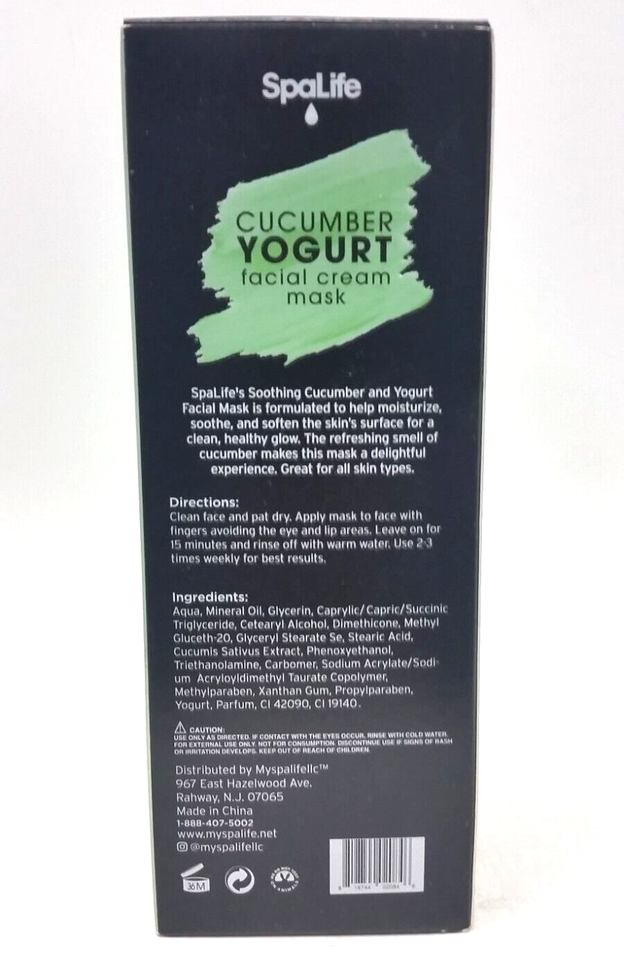 SpaLife
CUCUMBER
YOGURT
facial cream
mask
SpaLife's Soothing Cucumber and Yogurt
Facial Mask is formulated to help moisturize,
soothe, and soften the skin's surface for a
clean, healthy glow. The refreshing smell of
cucumber makes this mask a delightful
experience. Great for all skin types.
Directions:
Clean face and pat dry. Apply mask to face with
fingers avoiding the eye and lip areas. Leave on for
15 minutes and rinse off with warm water. Use 2-3
times weekly for best results.
Ingredients:
Aqua, Mineral Oil, Glycerin, Caprylic/Capric/Succinic
Triglyceride, Cetearyl Alcohol, Dimethicone, Methyl
Gluceth-20, Glyceryl Stearate Se, Stearic Acid,
Cucumis Sativus Extract, Phenoxyethanol,
Triethanolamine, Carbomer, Sodium Acrylate/Sodi-
um Acryloyldimethyl Taurate Copolymer,
Methylparaben, Xanthan Gum, Propylparaben,
Yogurt, Parfum, CI 42090, CI 19140.
CAUTION:
USE ONLY AS DIRECTED. IF CONTACT WITH THE EYES OCCUR, RINSE WITH COLD WATER.
FOR EXTERNAL USE ONLY. NOT FOR CONSUMPTION. DISCONTINUE USE IF SIGNS OF RASH
OR IRRITATION DEVELOPS. KEEP OUT OF REACH OF CHILDREN.
Distributed by Myspalifellc™
967 East Hazelwood Ave.
Rahway, N.J. 07065
Made in China
1-888-407-5002
www.myspalife.net
@myspalifellc
36M